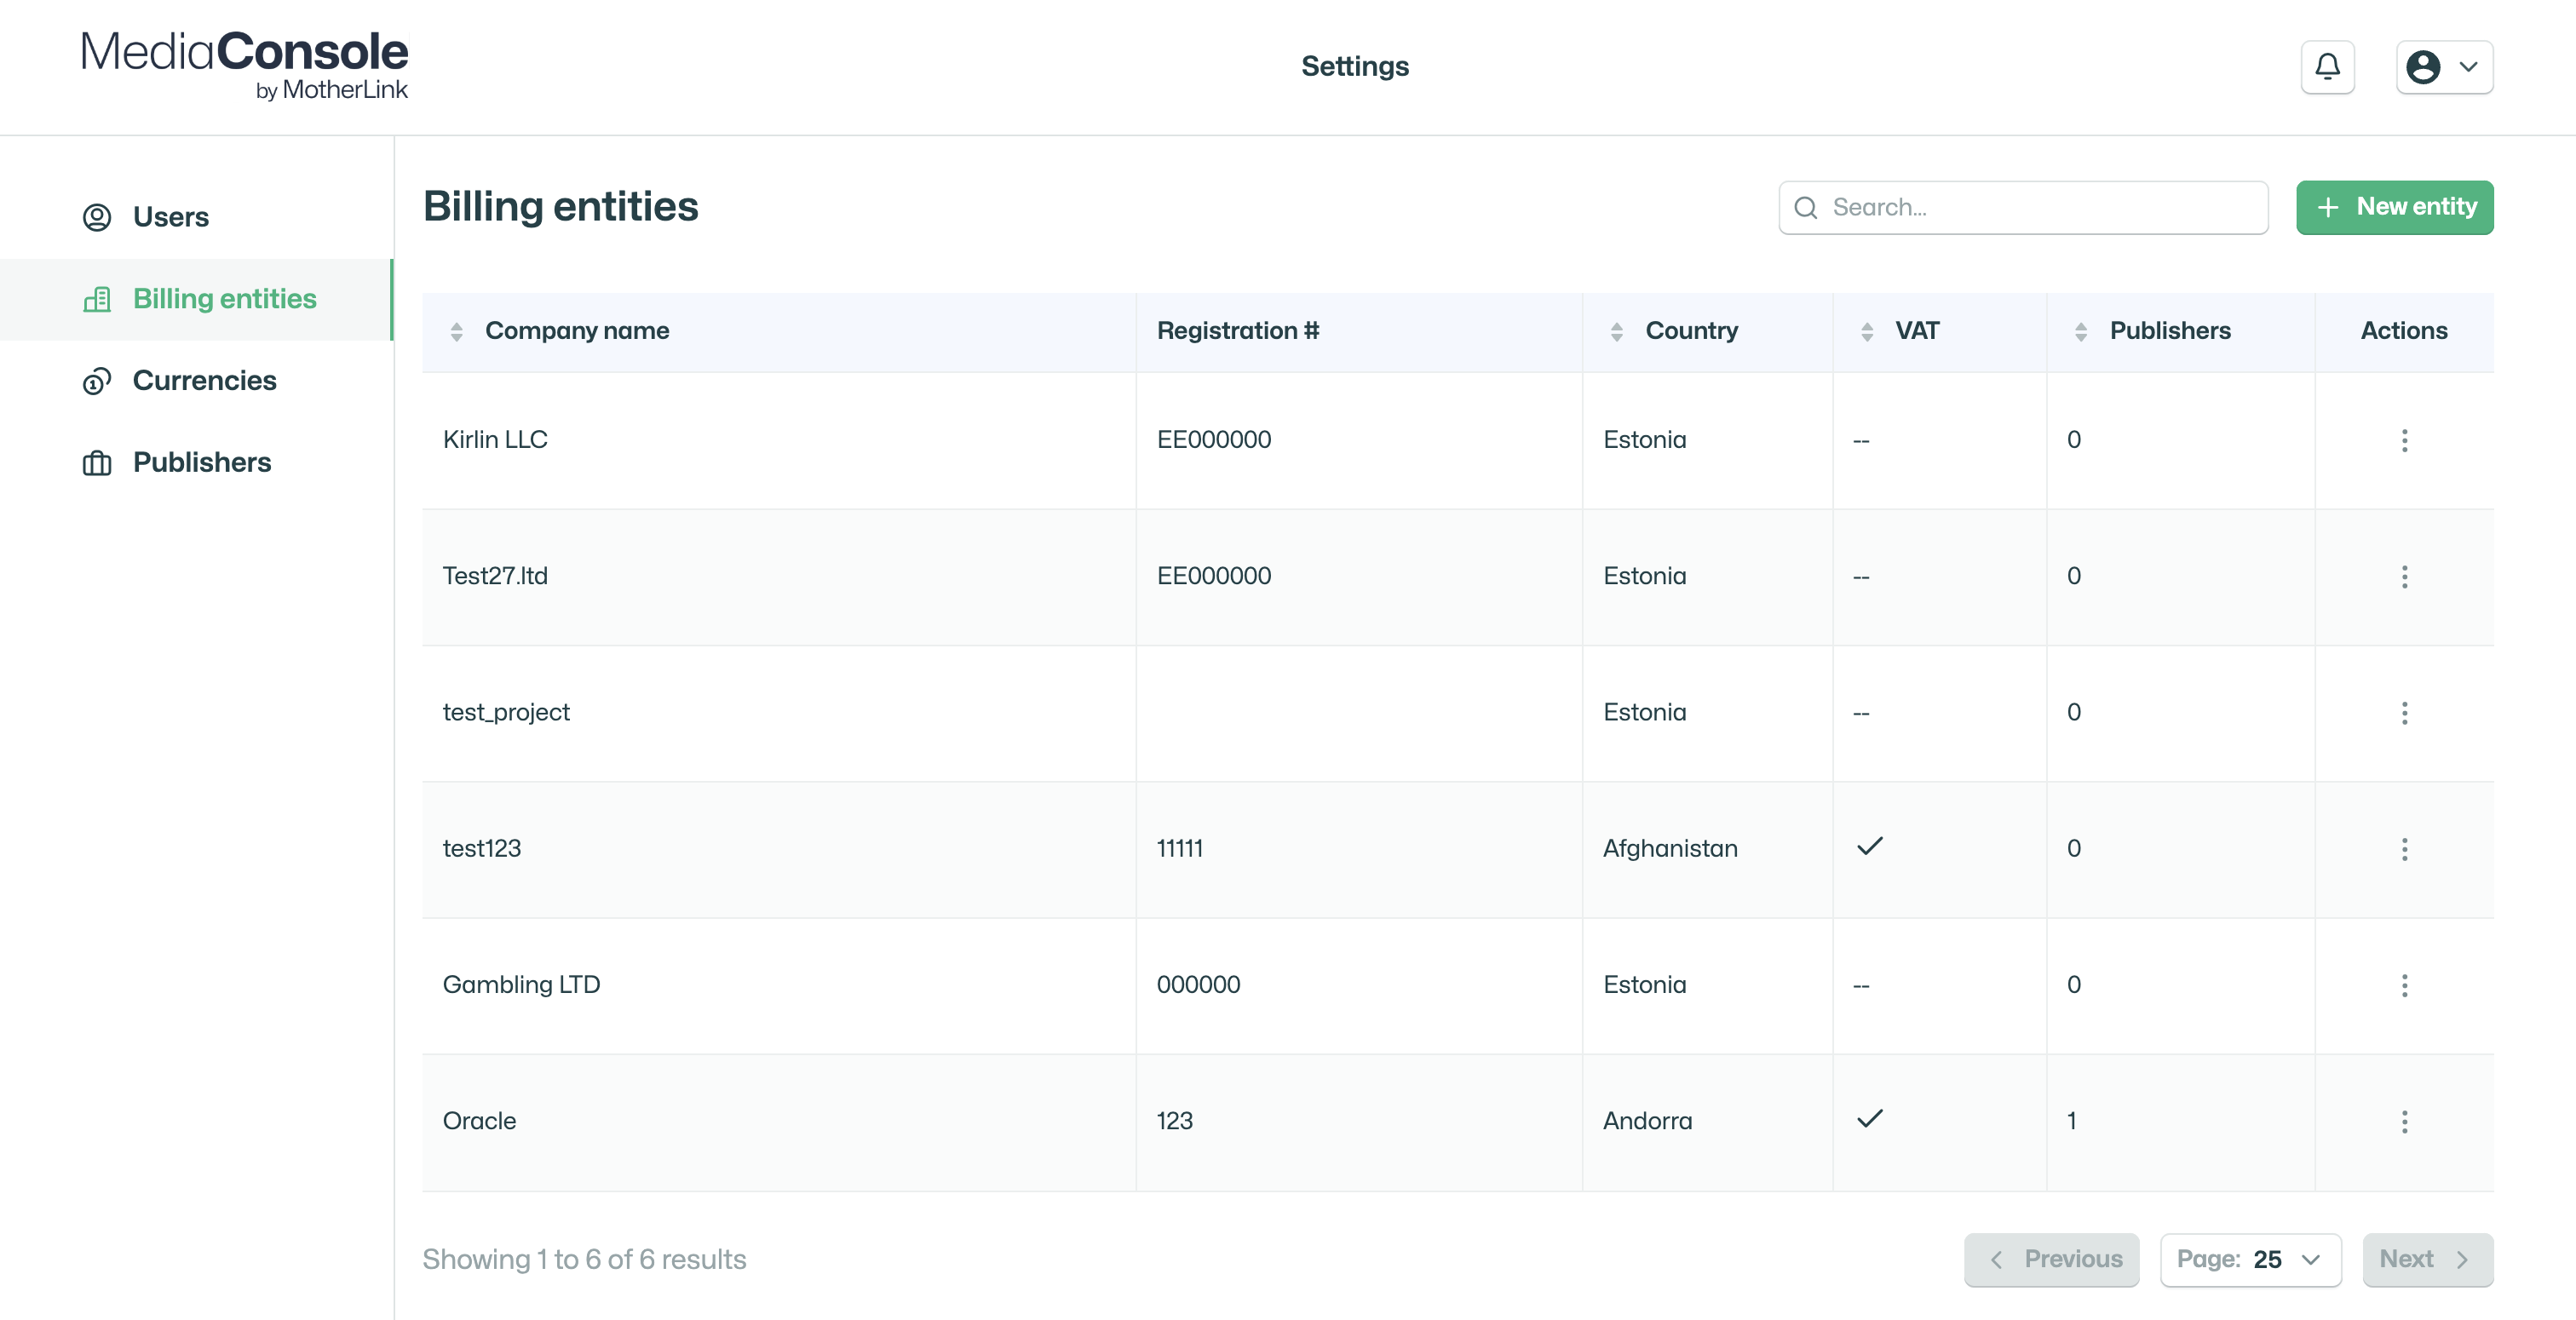 MediaConsole
by MotherLink
Settings
Users
Billing entities
Currencies
Publishers
Billing entities
Search...
New entity
Company name Registration # Country VAT Publishers Actions
Kirlin LLC EE000000 Estonia -- 0
Test27.ltd EE000000 Estonia -- 0
test_project Estonia -- 0
test123 11111 Afghanistan 0
Gambling LTD 000000 Estonia -- 0
Oracle 123 Andorra 1
Showing 1 to 6 of 6 results
Previous Page: 25 Next